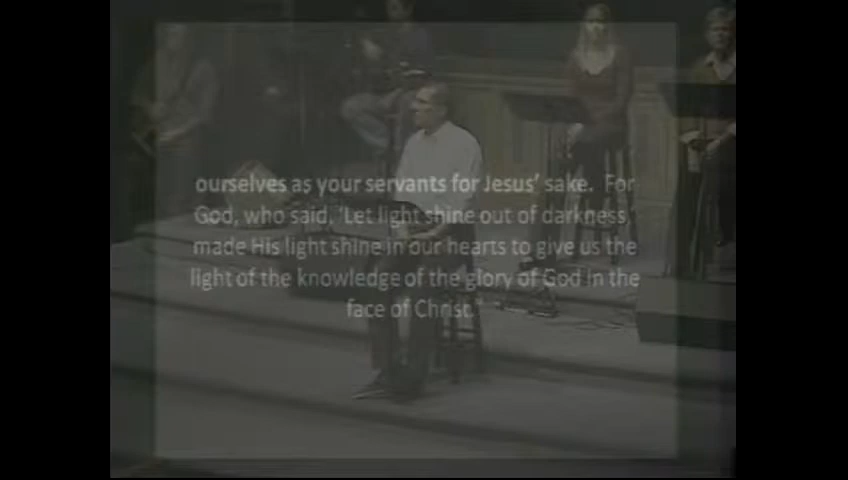 ourselves as your servants for Jesus’ sake. For
God, who said, ‘Let light shine out of darkness,
made His light shine in our hearts to give us the
light of the knowledge of the glory of God in the
face of Christ.”